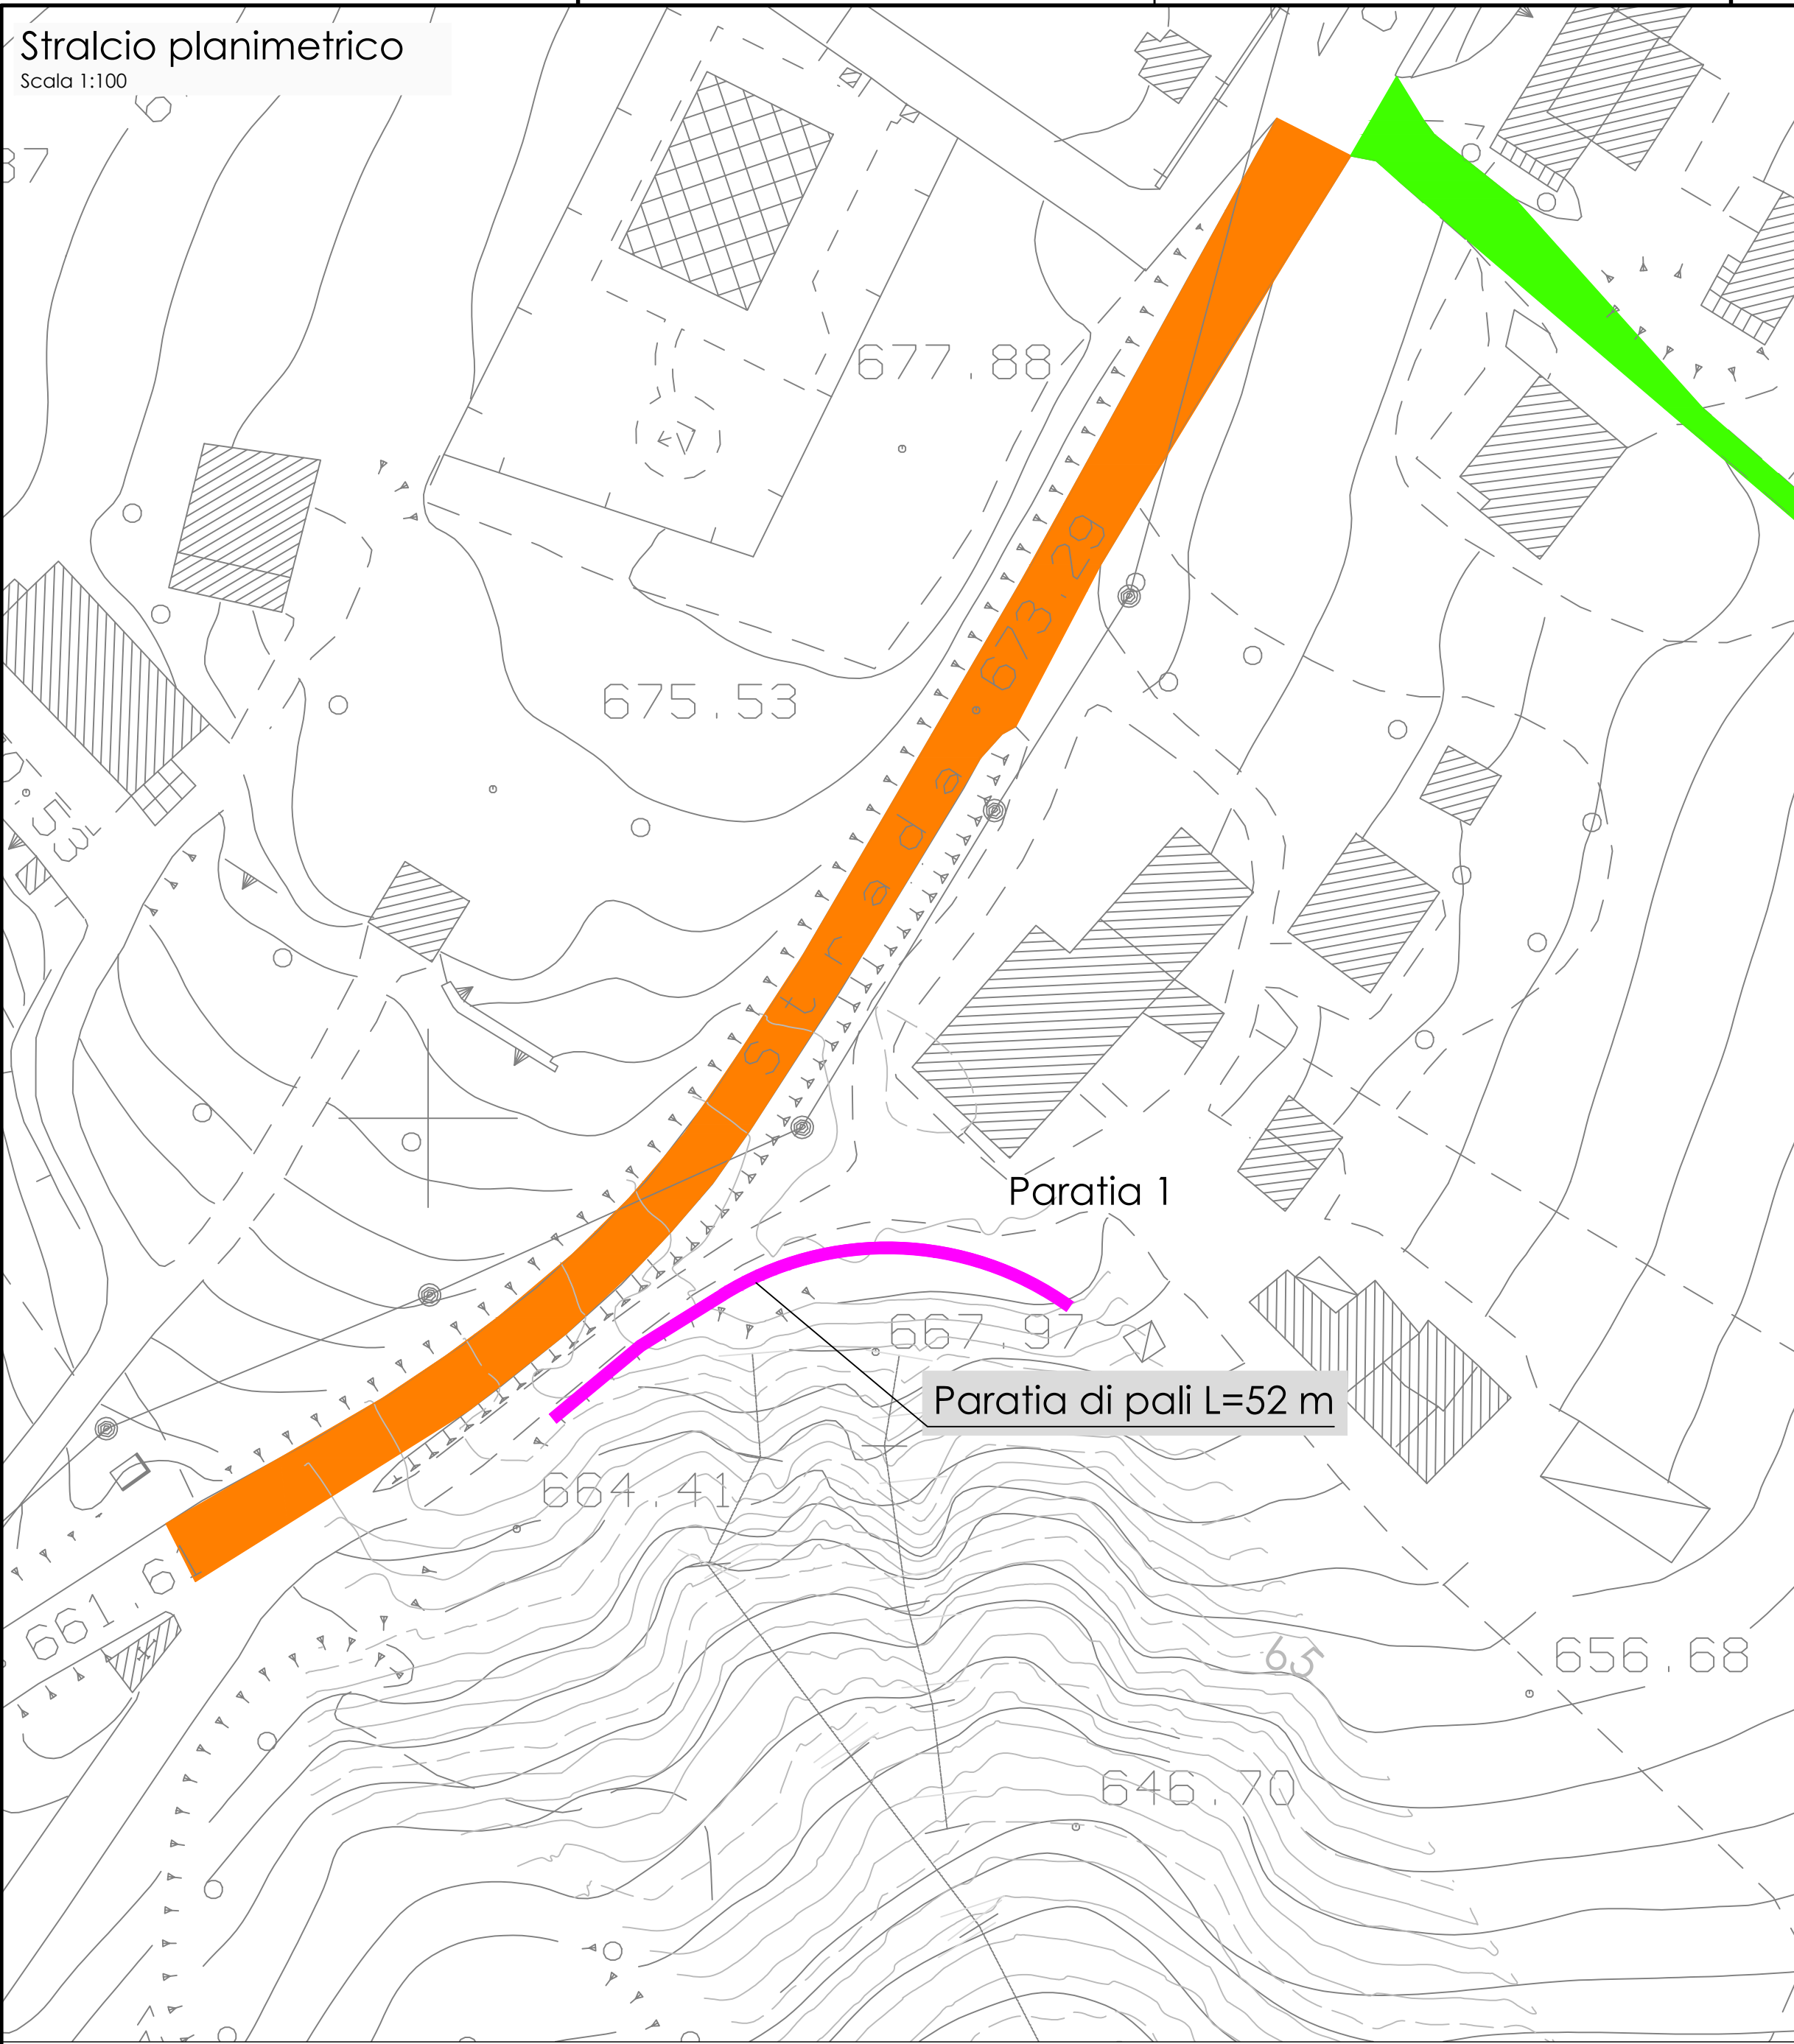 Stralcio planimetrico
Scala 1:100
677.88
673.29
675.53
Strada
Paratia 1
667.97
Paratia di pali L=52 m
664.41
661.61
65
656.68
646.70